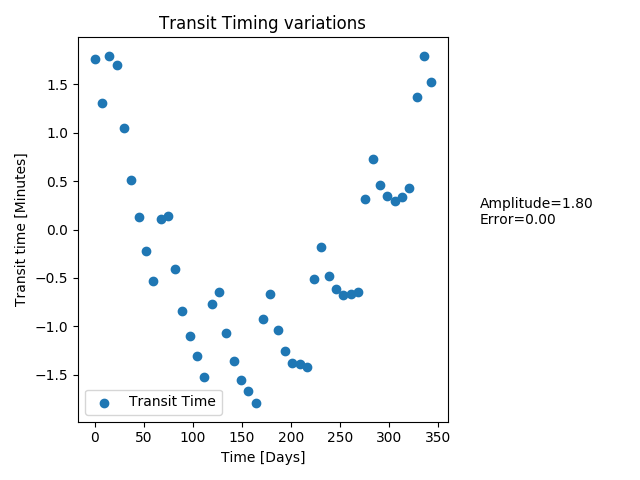 Transit Timing variations
Transit time [Minutes]
1.5
1.0
0.5
0.0
−0.5
−1.0
−1.5
Transit Time
0
50
100
150
200
250
300
350
Time [Days]
Amplitude=1.80
Error=0.00